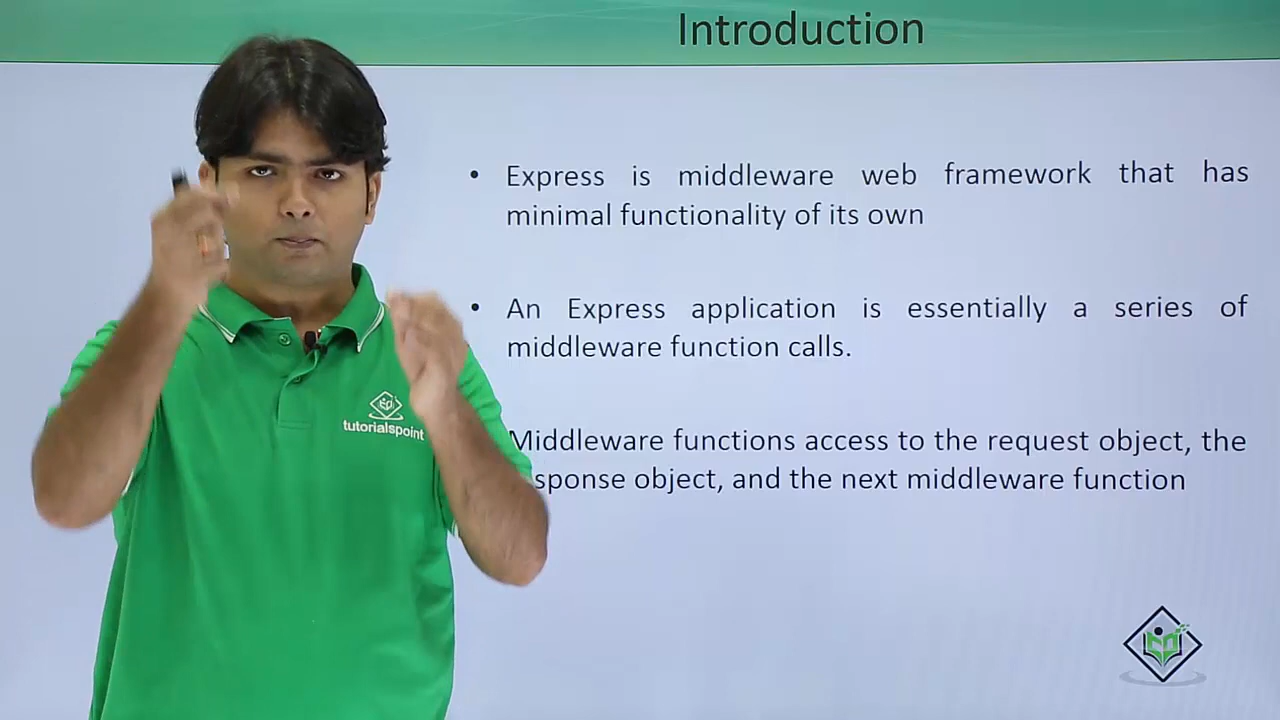 Introduction
• Express is middleware web framework that has
minimal functionality of its own
• An Express application is essentially a series of
middleware function calls.
Middleware functions access to the request object, the
sponse object, and the next middleware function
tutorialspoint